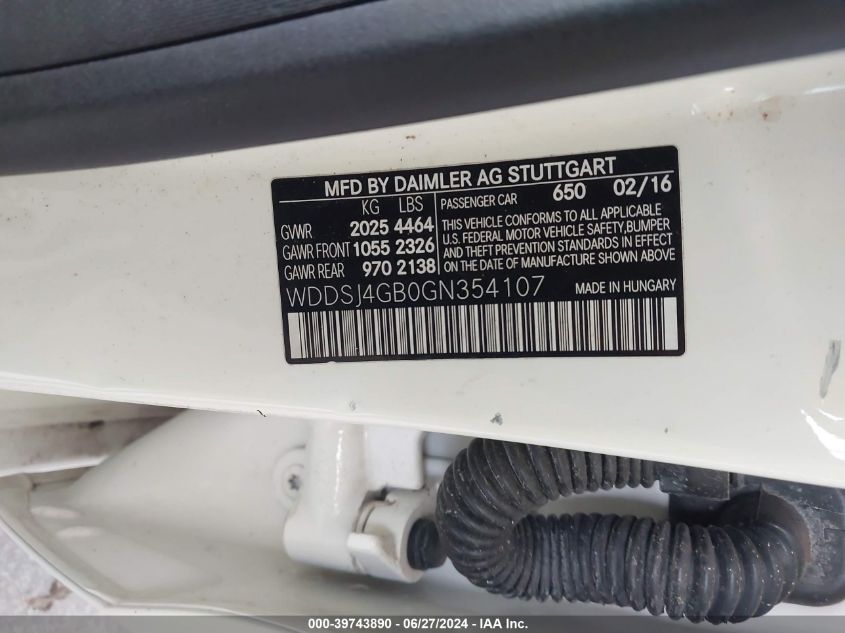 MFD BY DAIMLER AG STUTTGART
KG LBS
GVWR 2025 4464
GAWR FRONT 1055 2326
GAWR REAR 970 2138
PASSENGER CAR 650 02/16
THIS VEHICLE CONFORMS TO ALL APPLICABLE
U.S. FEDERAL MOTOR VEHICLE SAFETY,BUMPER
AND THEFT PREVENTION STANDARDS IN EFFECT
ON THE DATE OF MANUFACTURE SHOWN ABOVE
WDDSJ4GB0GN354107 MADE IN HUNGARY
000-39743890 - 06/27/2024 - IAA Inc.